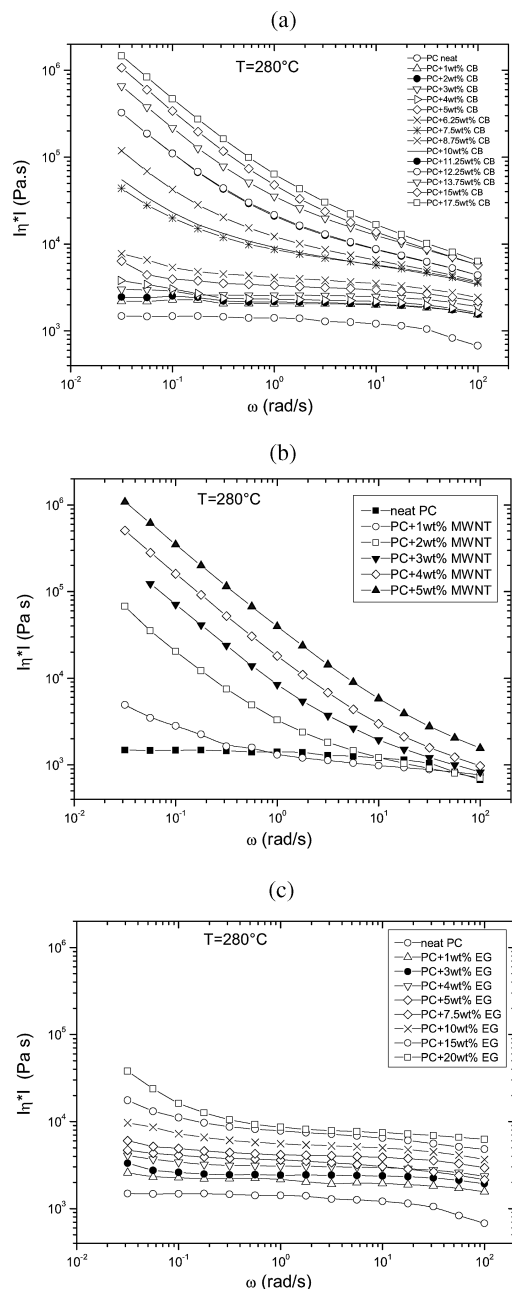 (a)
T=280°C
PC neat
PC+1wt% CB
PC+2wt% CB
PC+3wt% CB
PC+4wt% CB
PC+5wt% CB
PC+6.25wt% CB
PC+7.5wt% CB
PC+8.75wt% CB
PC+10wt% CB
PC+11.25wt% CB
PC+12.25wt% CB
PC+13.75wt% CB
PC+15wt% CB
PC+17.5wt% CB
10⁶
10⁵
10⁴
10³
Iη*I (Pa.s)
10⁻² 10⁻¹ 10⁰ 10¹ 10²
ω (rad/s)
(b)
T=280°C
neat PC
PC+1wt% MWNT
PC+2wt% MWNT
PC+3wt% MWNT
PC+4wt% MWNT
PC+5wt% MWNT
10⁶
10⁵
10⁴
10³
Iη*I (Pa s)
10⁻² 10⁻¹ 10⁰ 10¹ 10²
ω (rad/s)
(c)
T=280°C
neat PC
PC+1wt% EG
PC+3wt% EG
PC+4wt% EG
PC+5wt% EG
PC+7.5wt% EG
PC+10wt% EG
PC+15wt% EG
PC+20wt% EG
10⁶
10⁵
10⁴
10³
Iη*I (Pa s)
10⁻² 10⁻¹ 10⁰ 10¹ 10²
ω (rad/s)